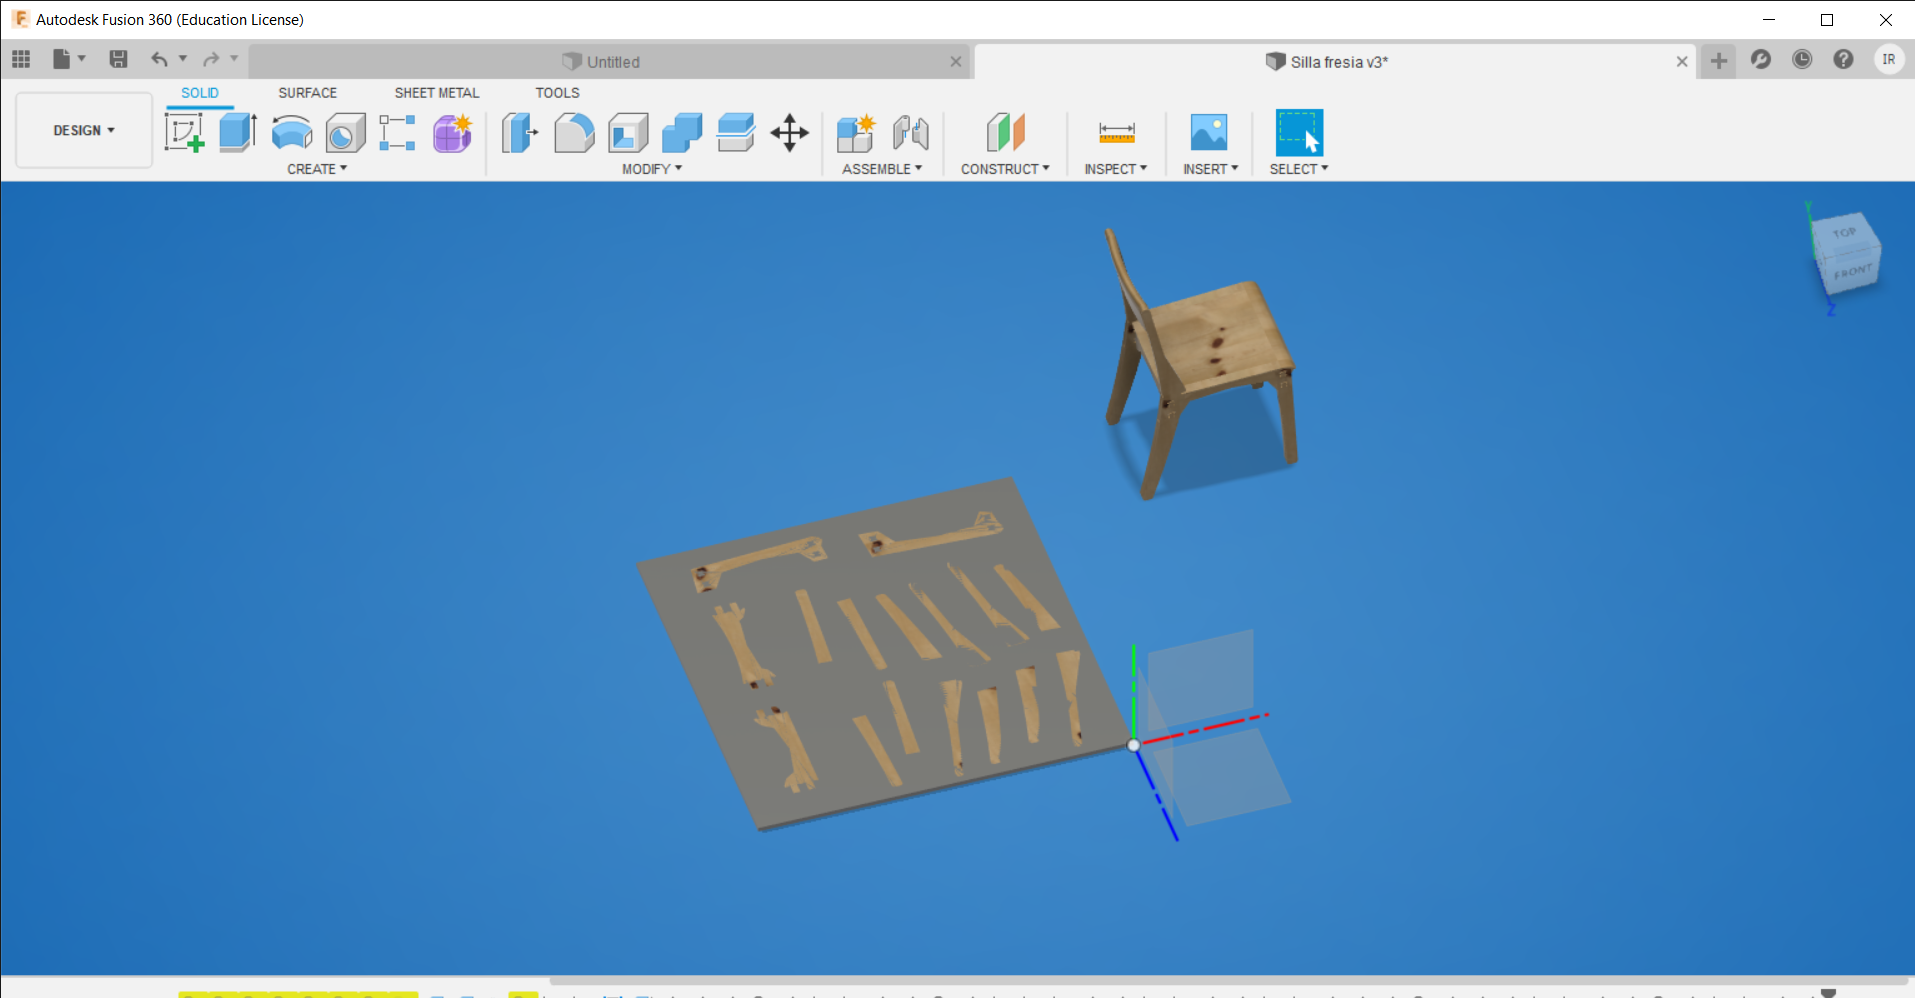 Autodesk Fusion 360 (Education License)
Untitled
Silla fresia v3*
IR
SOLID
SURFACE
SHEET METAL
TOOLS
DESIGN
CREATE
MODIFY
ASSEMBLE
CONSTRUCT
INSPECT
INSERT
SELECT
Y
TOP
FRONT
Z